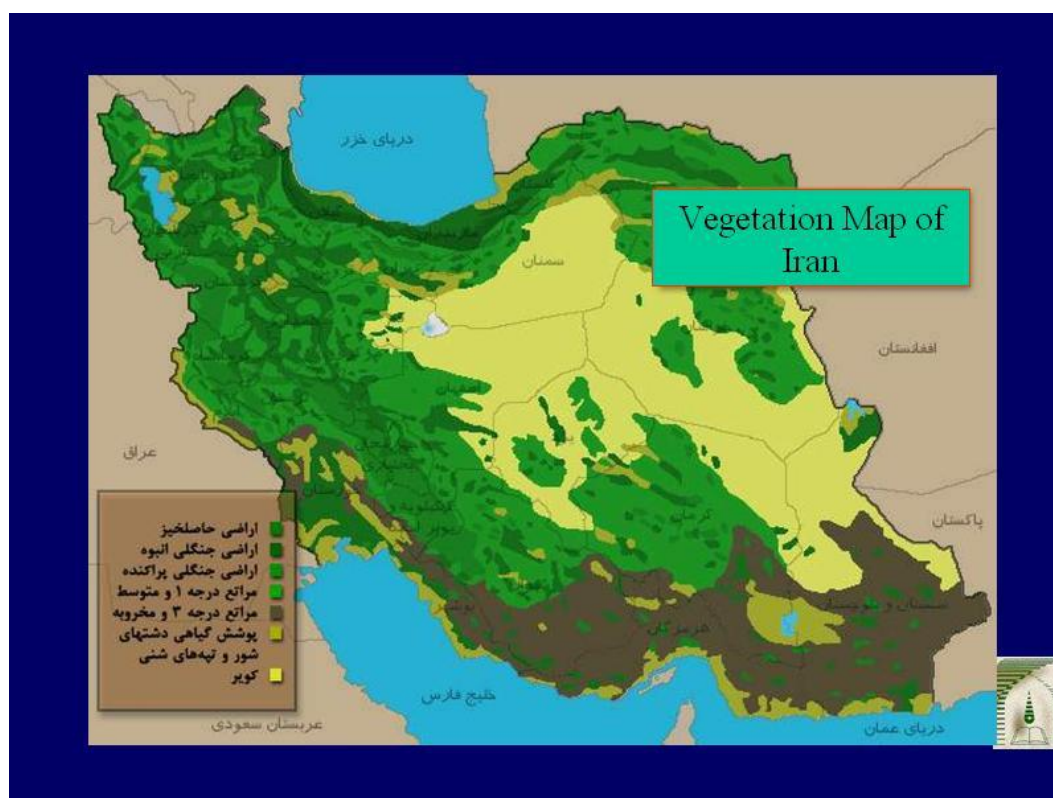 Vegetation Map of
Iran
دریای خزر
سمنان
افغانستان
عراق
اصفهان
یزد
کرمان
پاکستان
سیستان و بلوچستان
هرمزگان
بوشهر
خلیج فارس
عربستان سعودی
دریای عمان
اراضی حاصلخیز
اراضی جنگلی انبوه
اراضی جنگلی پراکنده
مراتع درجه ۱ و متوسط
مراتع درجه ۳ و مخروبه
پوشش گیاهی دشتهای
شور و تپه‌های شنی
کویر